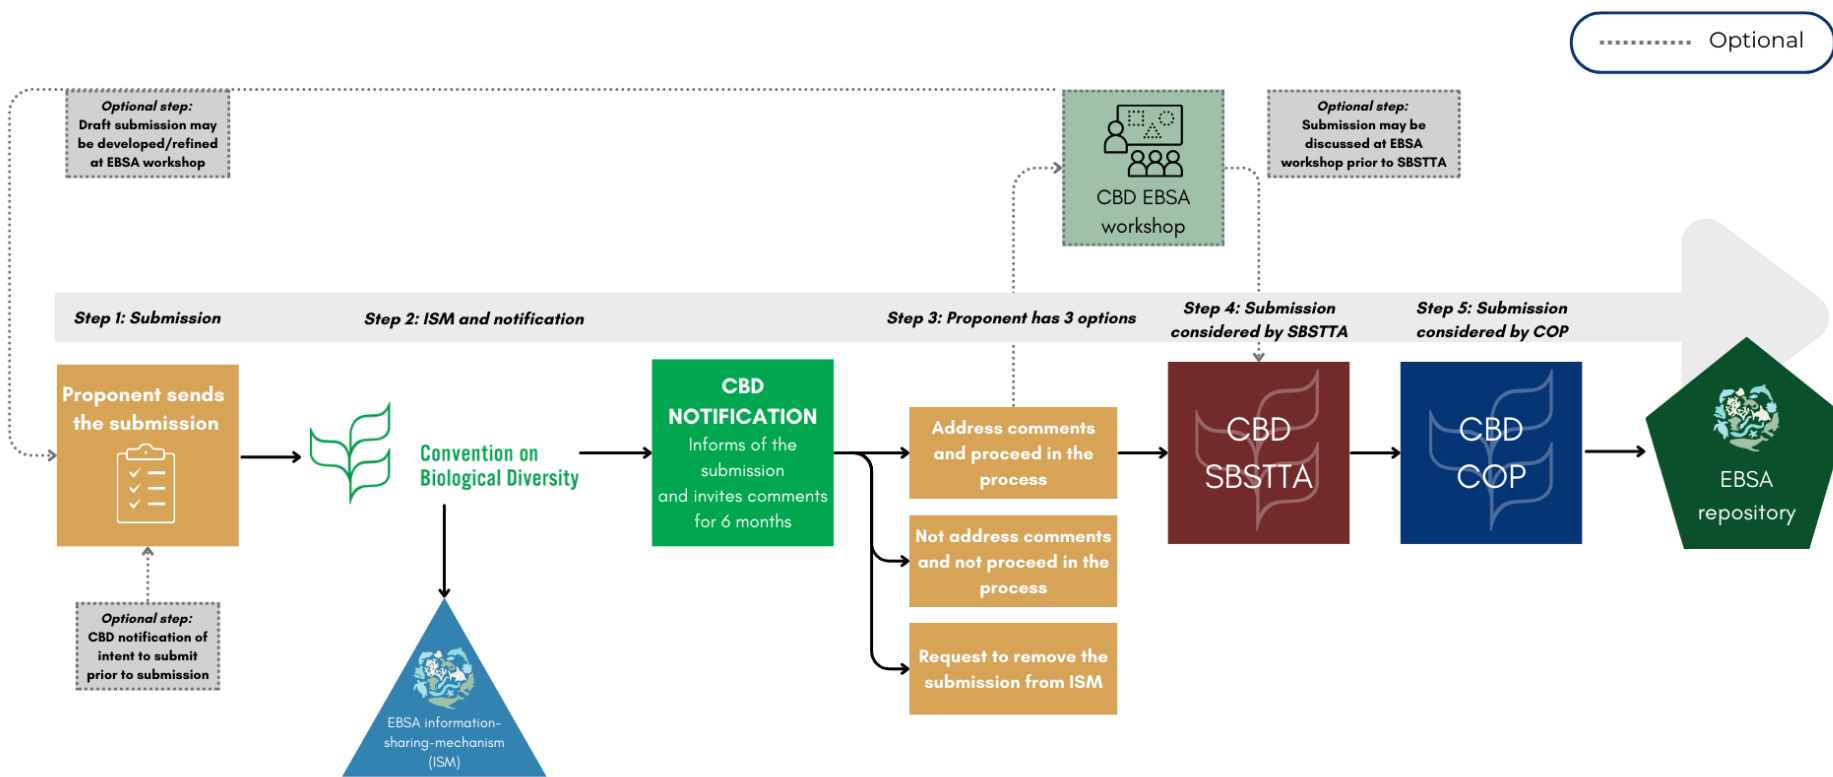 Optional
Optional step:
Draft submission may
be developed/refined
at EBSA workshop
CBD EBSA
workshop
Optional step:
Submission may be
discussed at EBSA
workshop prior to SBSTTA
Step 1: Submission
Step 2: ISM and notification
Step 3: Proponent has 3 options
Step 4: Submission
considered by SBSTTA
Step 5: Submission
considered by COP
Proponent sends
the submission
Convention on
Biological Diversity
CBD
NOTIFICATION
Informs of the
submission
and invites comments
for 6 months
Address comments
and proceed in the
process
Not address comments
and not proceed in the
process
Request to remove the
submission from ISM
CBD
SBSTTA
CBD
COP
EBSA
repository
Optional step:
CBD notification of
intent to submit
prior to submission
EBSA information-
sharing-mechanism
(ISM)